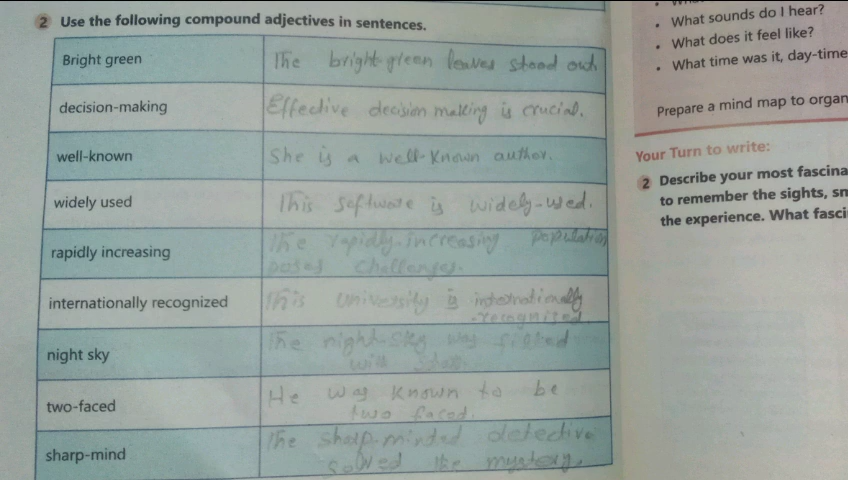 2 Use the following compound adjectives in sentences.
Bright green
The bright-green leaves stood out
decision-making
Effective decision making is crucial.
well-known
She is a well-known author.
widely used
This software is widely-used.
rapidly increasing
The rapidly-increasing population
poses challenges.
internationally recognized
This university is internationally
-recognized
night sky
The night-sky was filled
with stars.
two-faced
He was known to be
two faced.
sharp-mind
The sharp-minded detective
solved the mystery.
• What sounds do I hear?
• What does it feel like?
• What time was it, day-time
Prepare a mind map to organ
Your Turn to write:
2 Describe your most fascina
to remember the sights, sm
the experience. What fasci